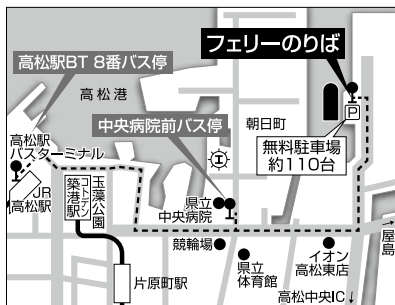 フェリーのりば
高松駅BT 8番バス停
高松港
中央病院前バス停
朝日町
P
無料駐車場
約110台
高松駅
バスターミナル
JR
高松駅
玉藻公園
コトデン
築港駅
県立
中央病院
競輪場
県立
体育館
イオン
高松東店
屋島
片原町駅
高松中央IC